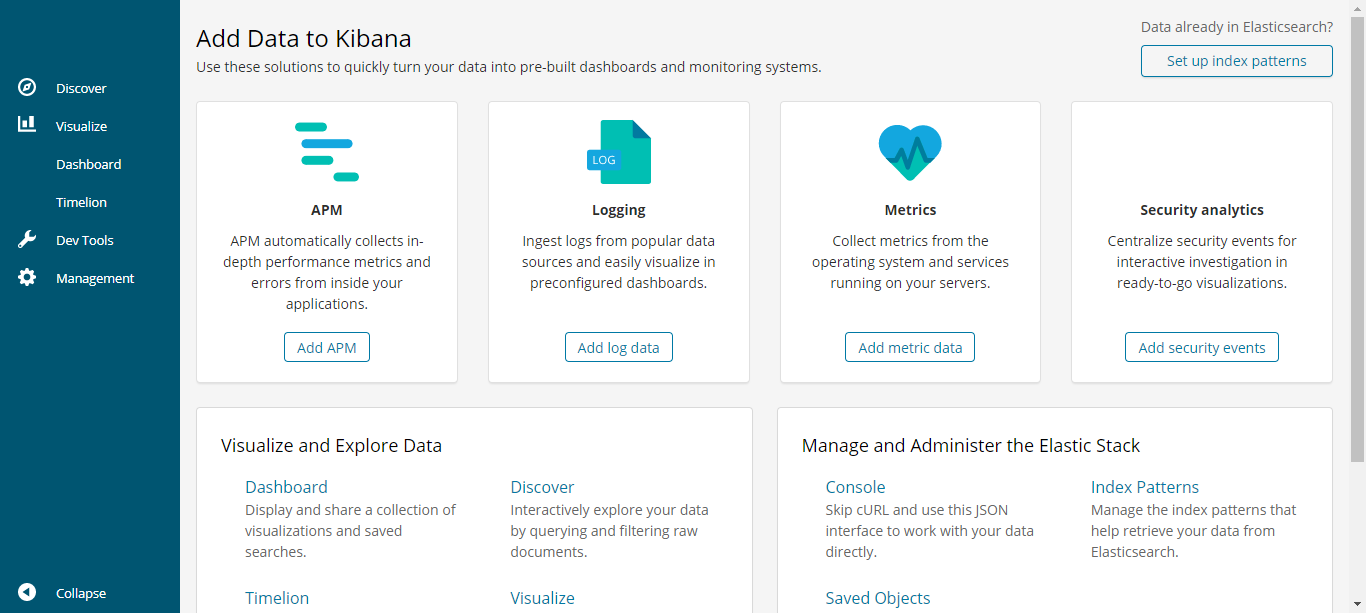 Discover
Visualize
Dashboard
Timelion
Dev Tools
Management
Collapse
Add Data to Kibana
Use these solutions to quickly turn your data into pre-built dashboards and monitoring systems.
Data already in Elasticsearch?
Set up index patterns
APM
APM automatically collects in-
depth performance metrics and
errors from inside your
applications.
Add APM
LOG
Logging
Ingest logs from popular data
sources and easily visualize in
preconfigured dashboards.
Add log data
Metrics
Collect metrics from the
operating system and services
running on your servers.
Add metric data
Security analytics
Centralize security events for
interactive investigation in
ready-to-go visualizations.
Add security events
Visualize and Explore Data
Dashboard
Display and share a collection of
visualizations and saved
searches.
Discover
Interactively explore your data
by querying and filtering raw
documents.
Timelion
Visualize
Manage and Administer the Elastic Stack
Console
Skip cURL and use this JSON
interface to work with your data
directly.
Index Patterns
Manage the index patterns that
help retrieve your data from
Elasticsearch.
Saved Objects